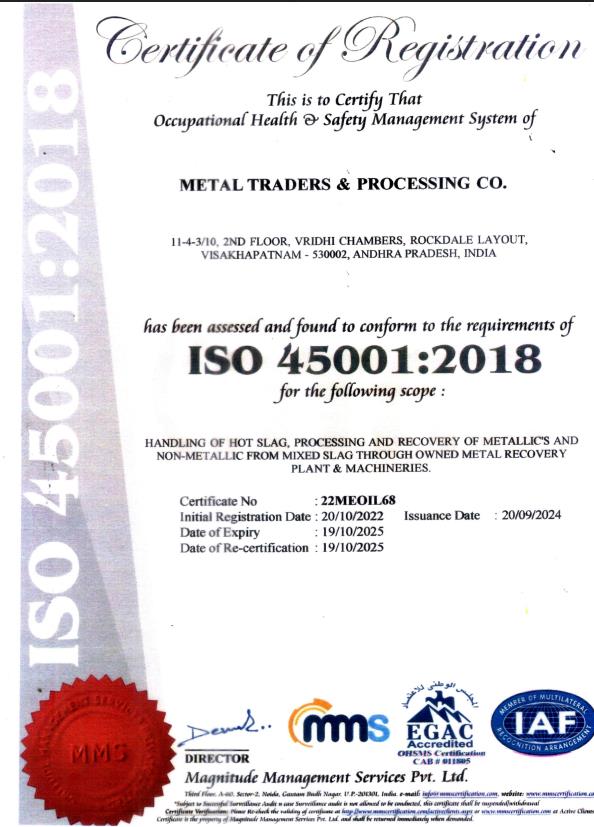 Certificate of Registration
This is to Certify That
Occupational Health & Safety Management System of
METAL TRADERS & PROCESSING CO.
11-4-3/10, 2ND FLOOR, VRIDHI CHAMBERS, ROCKDALE LAYOUT,
VISAKHAPATNAM - 530002, ANDHRA PRADESH, INDIA
has been assessed and found to conform to the requirements of
ISO 45001:2018
for the following scope :
HANDLING OF HOT SLAG, PROCESSING AND RECOVERY OF METALLIC'S AND
NON-METALLIC FROM MIXED SLAG THROUGH OWNED METAL RECOVERY
PLANT & MACHINERIES.
Certificate No : 22MEOIL68
Initial Registration Date : 20/10/2022 Issuance Date : 20/09/2024
Date of Expiry : 19/10/2025
Date of Re-certification : 19/10/2025
ISO 45001:2018
MMS
DIRECTOR
mms
المجلس الوطني للاعتماد
EGAC
Accredited
OHSMS Certification
CAB # 011805
MEMBER OF MULTILATERAL
IAF
RECOGNITION ARRANGEMENT
Magnitude Management Services Pvt. Ltd.
Third Floor, A-60, Sector-2, Noida, Gautam Budh Nagar, U.P-201301, India. e-mail: info@mmscertification.com, website: www.mmscertification.co
*Subject to Successful Surveillance Audit in case Surveillance audit is not allowed to be conducted, this certificate shall be suspended/withdrawal
Certificate Verification: Please Re-check the validity of certificate at http://www.mmscertification.com/activeclients.aspx or www.mmscertification.com at Active Clien
Certificate is the property of Magnitude Management Services Pvt. Ltd. and shall be returned immediately when demanded.